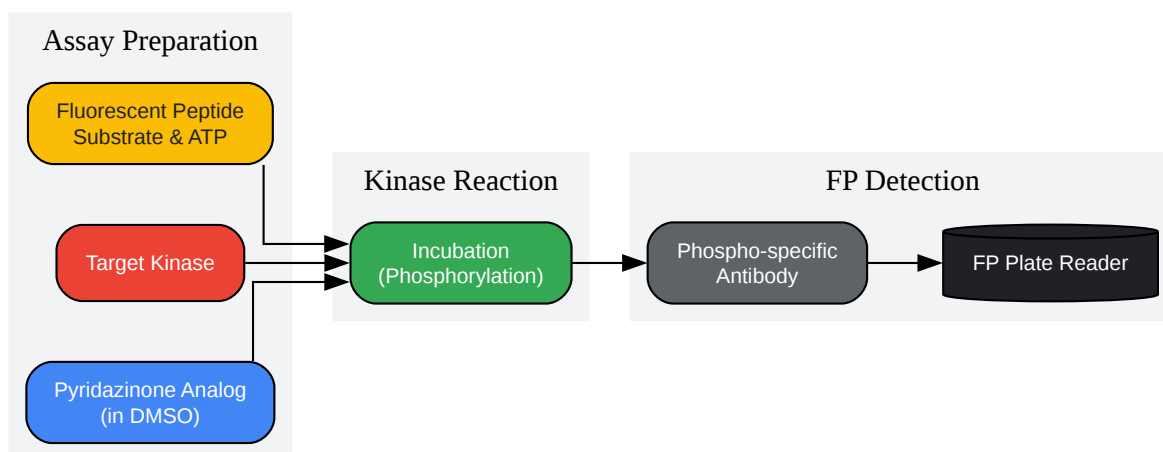 Assay Preparation
Fluorescent Peptide
Substrate & ATP
Target Kinase
Pyridazinone Analog
(in DMSO)
Kinase Reaction
Incubation
(Phosphorylation)
FP Detection
Phospho-specific
Antibody
FP Plate Reader